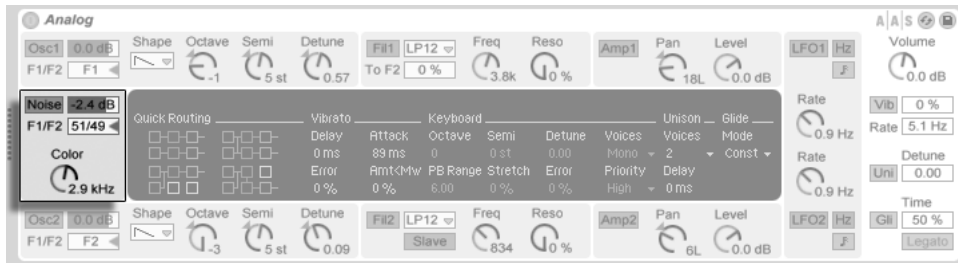 Analog
A|A|S
Osc1 0.0 dB Shape Octave Semi Detune Fil1 LP12 Freq Reso Amp1 Pan Level LFO1 Hz Volume
F1/F2 F1 -1 5 st 0.57 To F2 0 % 3.8k 0 % 18L 0.0 dB 0.0 dB
Noise -2.4 dB Quick Routing Vibrato Keyboard Unison Glide Rate Vib 0 %
F1/F2 51/49 Delay Attack Octave Semi Detune Voices Voices Mode 0.9 Hz Rate 5.1 Hz
0 ms 89 ms 0 0 st 0.00 Mono 2 Const
Color Error Amt<Mw PB Range Stretch Error Priority Delay Rate Detune
2.9 kHz 0 % 0 % 6.00 0 % 0 % High 0 ms 0.9 Hz Uni 0.00
Osc2 0.0 dB Shape Octave Semi Detune Fil2 LP12 Freq Reso Amp2 Pan Level LFO2 Hz Time
Gli 50 %
F1/F2 F2 -3 5 st 0.09 Slave 834 0 % 6L 0.0 dB Legato